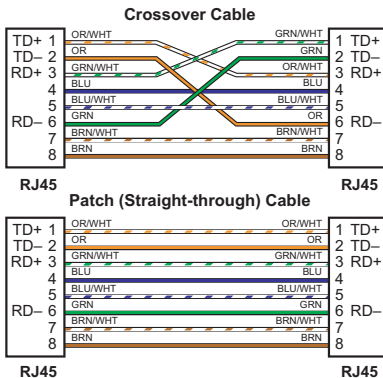 Crossover Cable
OR/WHT GRN/WHT
TD+ 1 1 TD+
OR GRN
TD– 2 2 TD–
GRN/WHT OR/WHT
RD+ 3 3 RD+
BLU BLU
4 4
BLU/WHT BLU/WHT
5 5
GRN OR
RD– 6 6 RD–
BRN/WHT BRN/WHT
7 7
BRN BRN
8 8
RJ45 RJ45
Patch (Straight-through) Cable
OR/WHT OR/WHT
TD+ 1 1 TD+
OR OR
TD– 2 2 TD–
GRN/WHT GRN/WHT
RD+ 3 3 RD+
BLU BLU
4 4
BLU/WHT BLU/WHT
5 5
GRN GRN
RD– 6 6 RD–
BRN/WHT BRN/WHT
7 7
BRN BRN
8 8
RJ45 RJ45